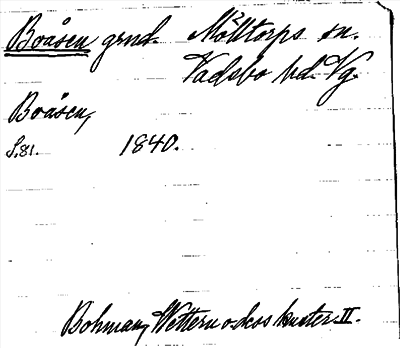 Boåsen grnd. Mölltorps sn.
Vadsbo hd. Vg.
Boåsen,
S.81. 1840.
Bohman, Wettern o. dess kuster. II.